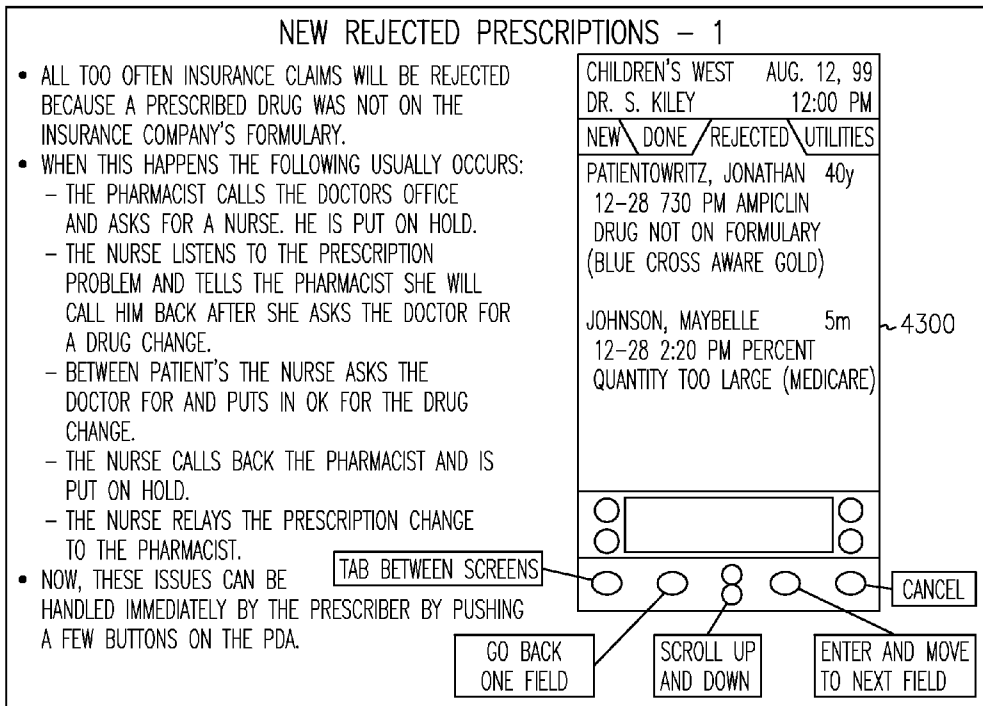 NEW REJECTED PRESCRIPTIONS – 1
• ALL TOO OFTEN INSURANCE CLAIMS WILL BE REJECTED
BECAUSE A PRESCRIBED DRUG WAS NOT ON THE
INSURANCE COMPANY'S FORMULARY.
• WHEN THIS HAPPENS THE FOLLOWING USUALLY OCCURS:
– THE PHARMACIST CALLS THE DOCTORS OFFICE
AND ASKS FOR A NURSE. HE IS PUT ON HOLD.
– THE NURSE LISTENS TO THE PRESCRIPTION
PROBLEM AND TELLS THE PHARMACIST SHE WILL
CALL HIM BACK AFTER SHE ASKS THE DOCTOR FOR
A DRUG CHANGE.
– BETWEEN PATIENT'S THE NURSE ASKS THE
DOCTOR FOR AND PUTS IN OK FOR THE DRUG
CHANGE.
– THE NURSE CALLS BACK THE PHARMACIST AND IS
PUT ON HOLD.
– THE NURSE RELAYS THE PRESCRIPTION CHANGE
TO THE PHARMACIST.
• NOW, THESE ISSUES CAN BE
HANDLED IMMEDIATELY BY THE PRESCRIBER BY PUSHING
A FEW BUTTONS ON THE PDA.
CHILDREN'S WEST AUG. 12, 99
DR. S. KILEY 12:00 PM
NEW DONE REJECTED UTILITIES
PATIENTOWRITZ, JONATHAN 40y
12–28 730 PM AMPICLIN
DRUG NOT ON FORMULARY
(BLUE CROSS AWARE GOLD)
JOHNSON, MAYBELLE 5m
12–28 2:20 PM PERCENT
QUANTITY TOO LARGE (MEDICARE)
4300
TAB BETWEEN SCREENS
CANCEL
GO BACK
ONE FIELD
SCROLL UP
AND DOWN
ENTER AND MOVE
TO NEXT FIELD